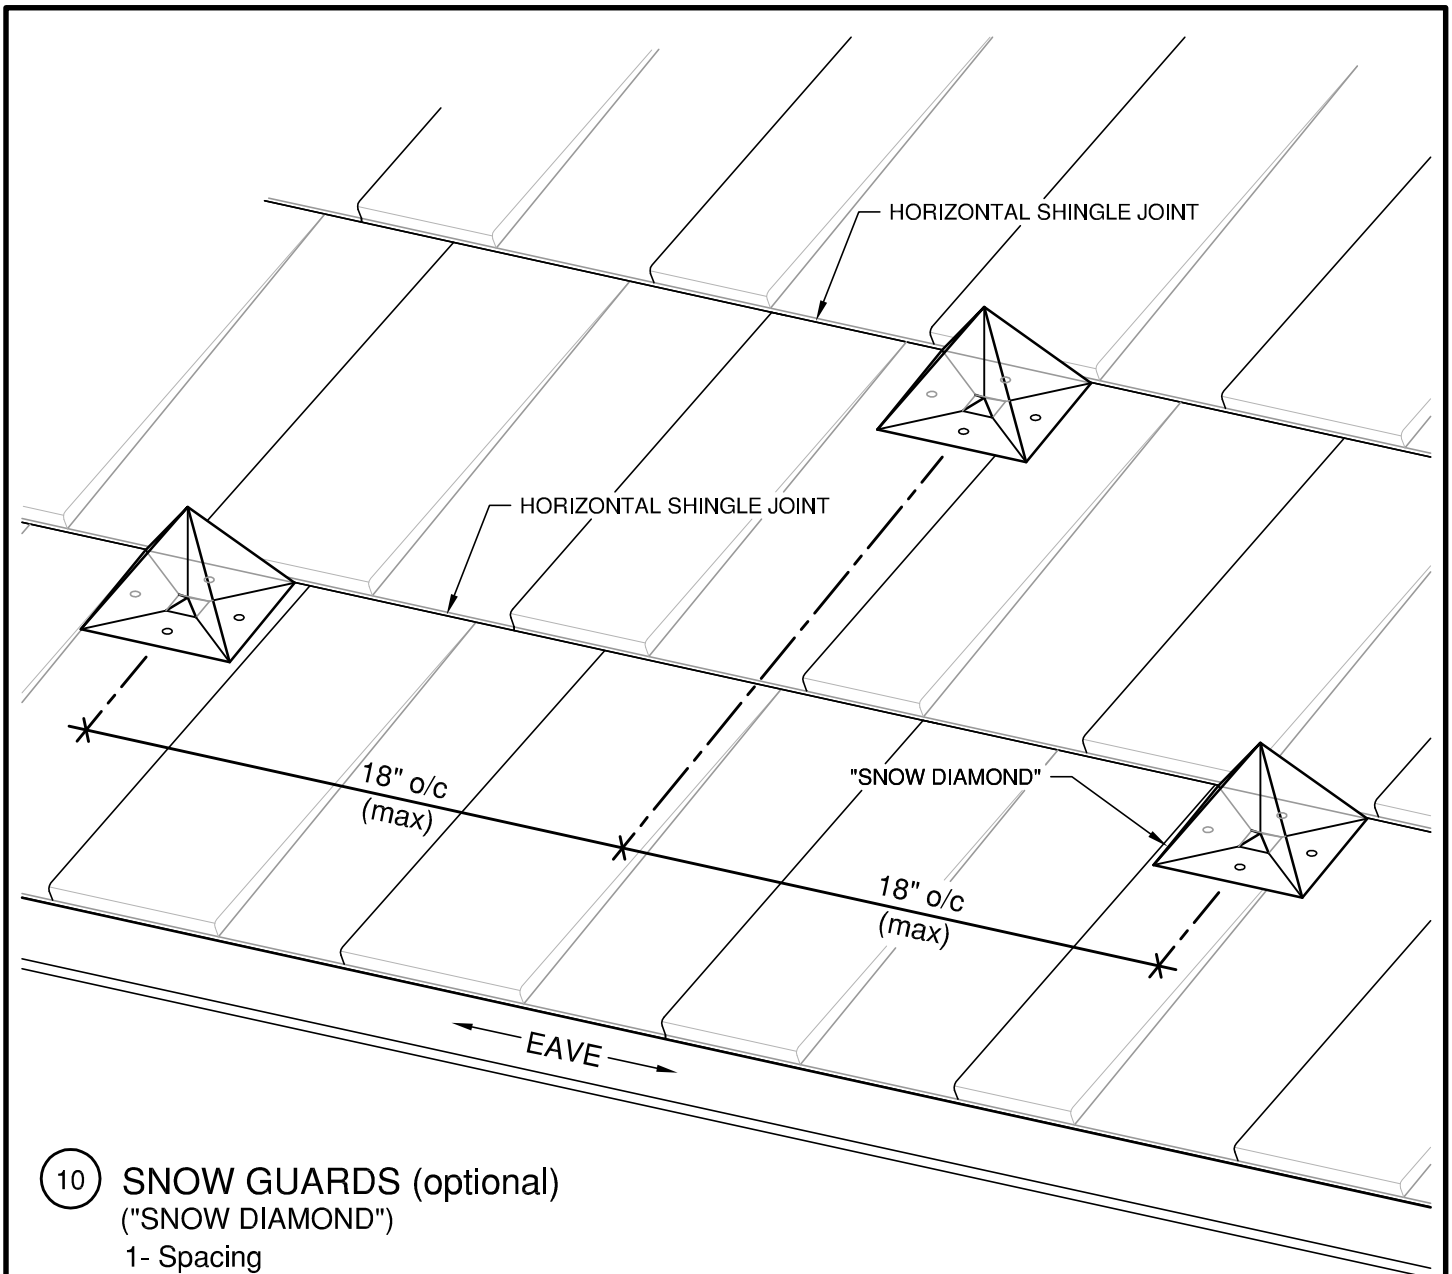 HORIZONTAL SHINGLE JOINT
HORIZONTAL SHINGLE JOINT
18" o/c
(max)
"SNOW DIAMOND"
18" o/c
(max)
EAVE
10 SNOW GUARDS (optional)
("SNOW DIAMOND")
1- Spacing